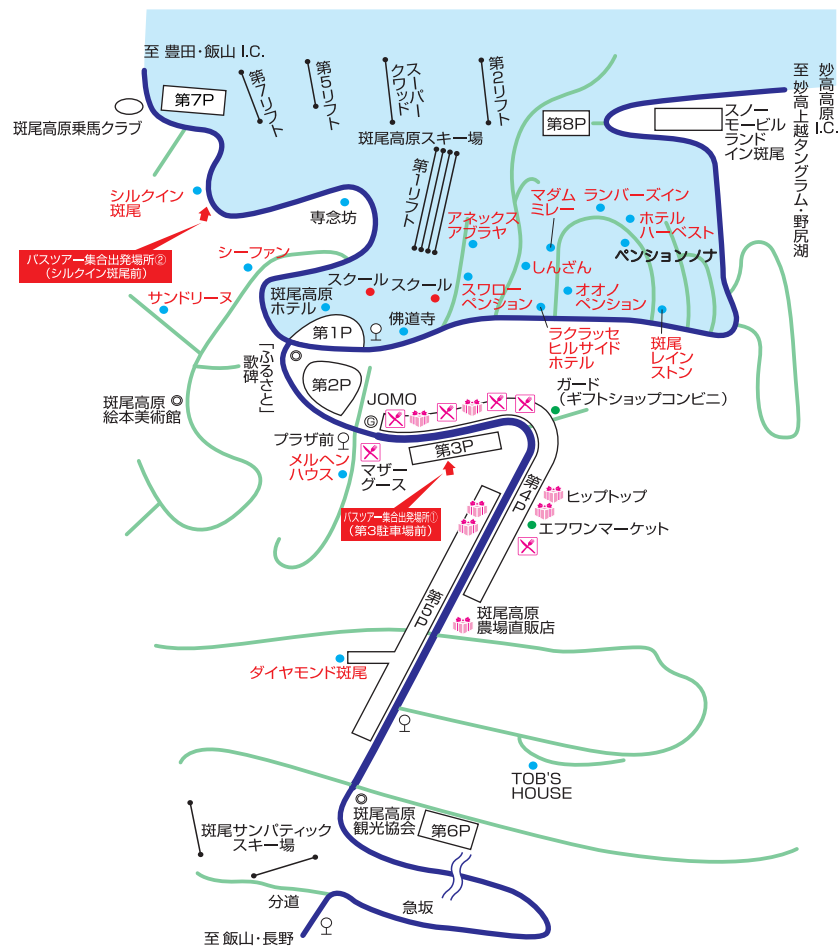 至 豊田・飯山 I.C.
第7P
斑尾高原乗馬クラブ
第7リフト
第5リフト
スーパー
クワッド
第2リフト
斑尾高原スキー場
第1リフト
第8P
スノー
モービル
ランド
イン斑尾
妙高高原I.C.
至 妙高上越タングラム・野尻湖
シルクイン
斑尾
専念坊
バスツアー集合出発場所②
(シルクイン斑尾前)
シーファン
サンドリーヌ
アネックス
アブラヤ
マダム
ミレー
ランバーズイン
ホテル
ハーベスト
ペンションノナ
しんざん
スクール
スクール
斑尾高原
ホテル
スワロー
ペンション
オオノ
ペンション
第1P
佛道寺
ラクラッセ
ヒルサイド
ホテル
斑尾
レイン
ストン
「ふるさと」
歌碑
第2P
斑尾高原
絵本美術館
JOMO
G
ガード
(ギフトショップコンビニ)
プラザ前
メルヘン
ハウス
マザー
グース
第3P
バスツアー集合出発場所①
(第3駐車場前)
第4P
ヒップトップ
エフワンマーケット
第5P
斑尾高原
農場直販店
ダイヤモンド斑尾
TOB'S
HOUSE
斑尾高原
観光協会
第6P
斑尾サンパティック
スキー場
分道
急坂
至 飯山・長野